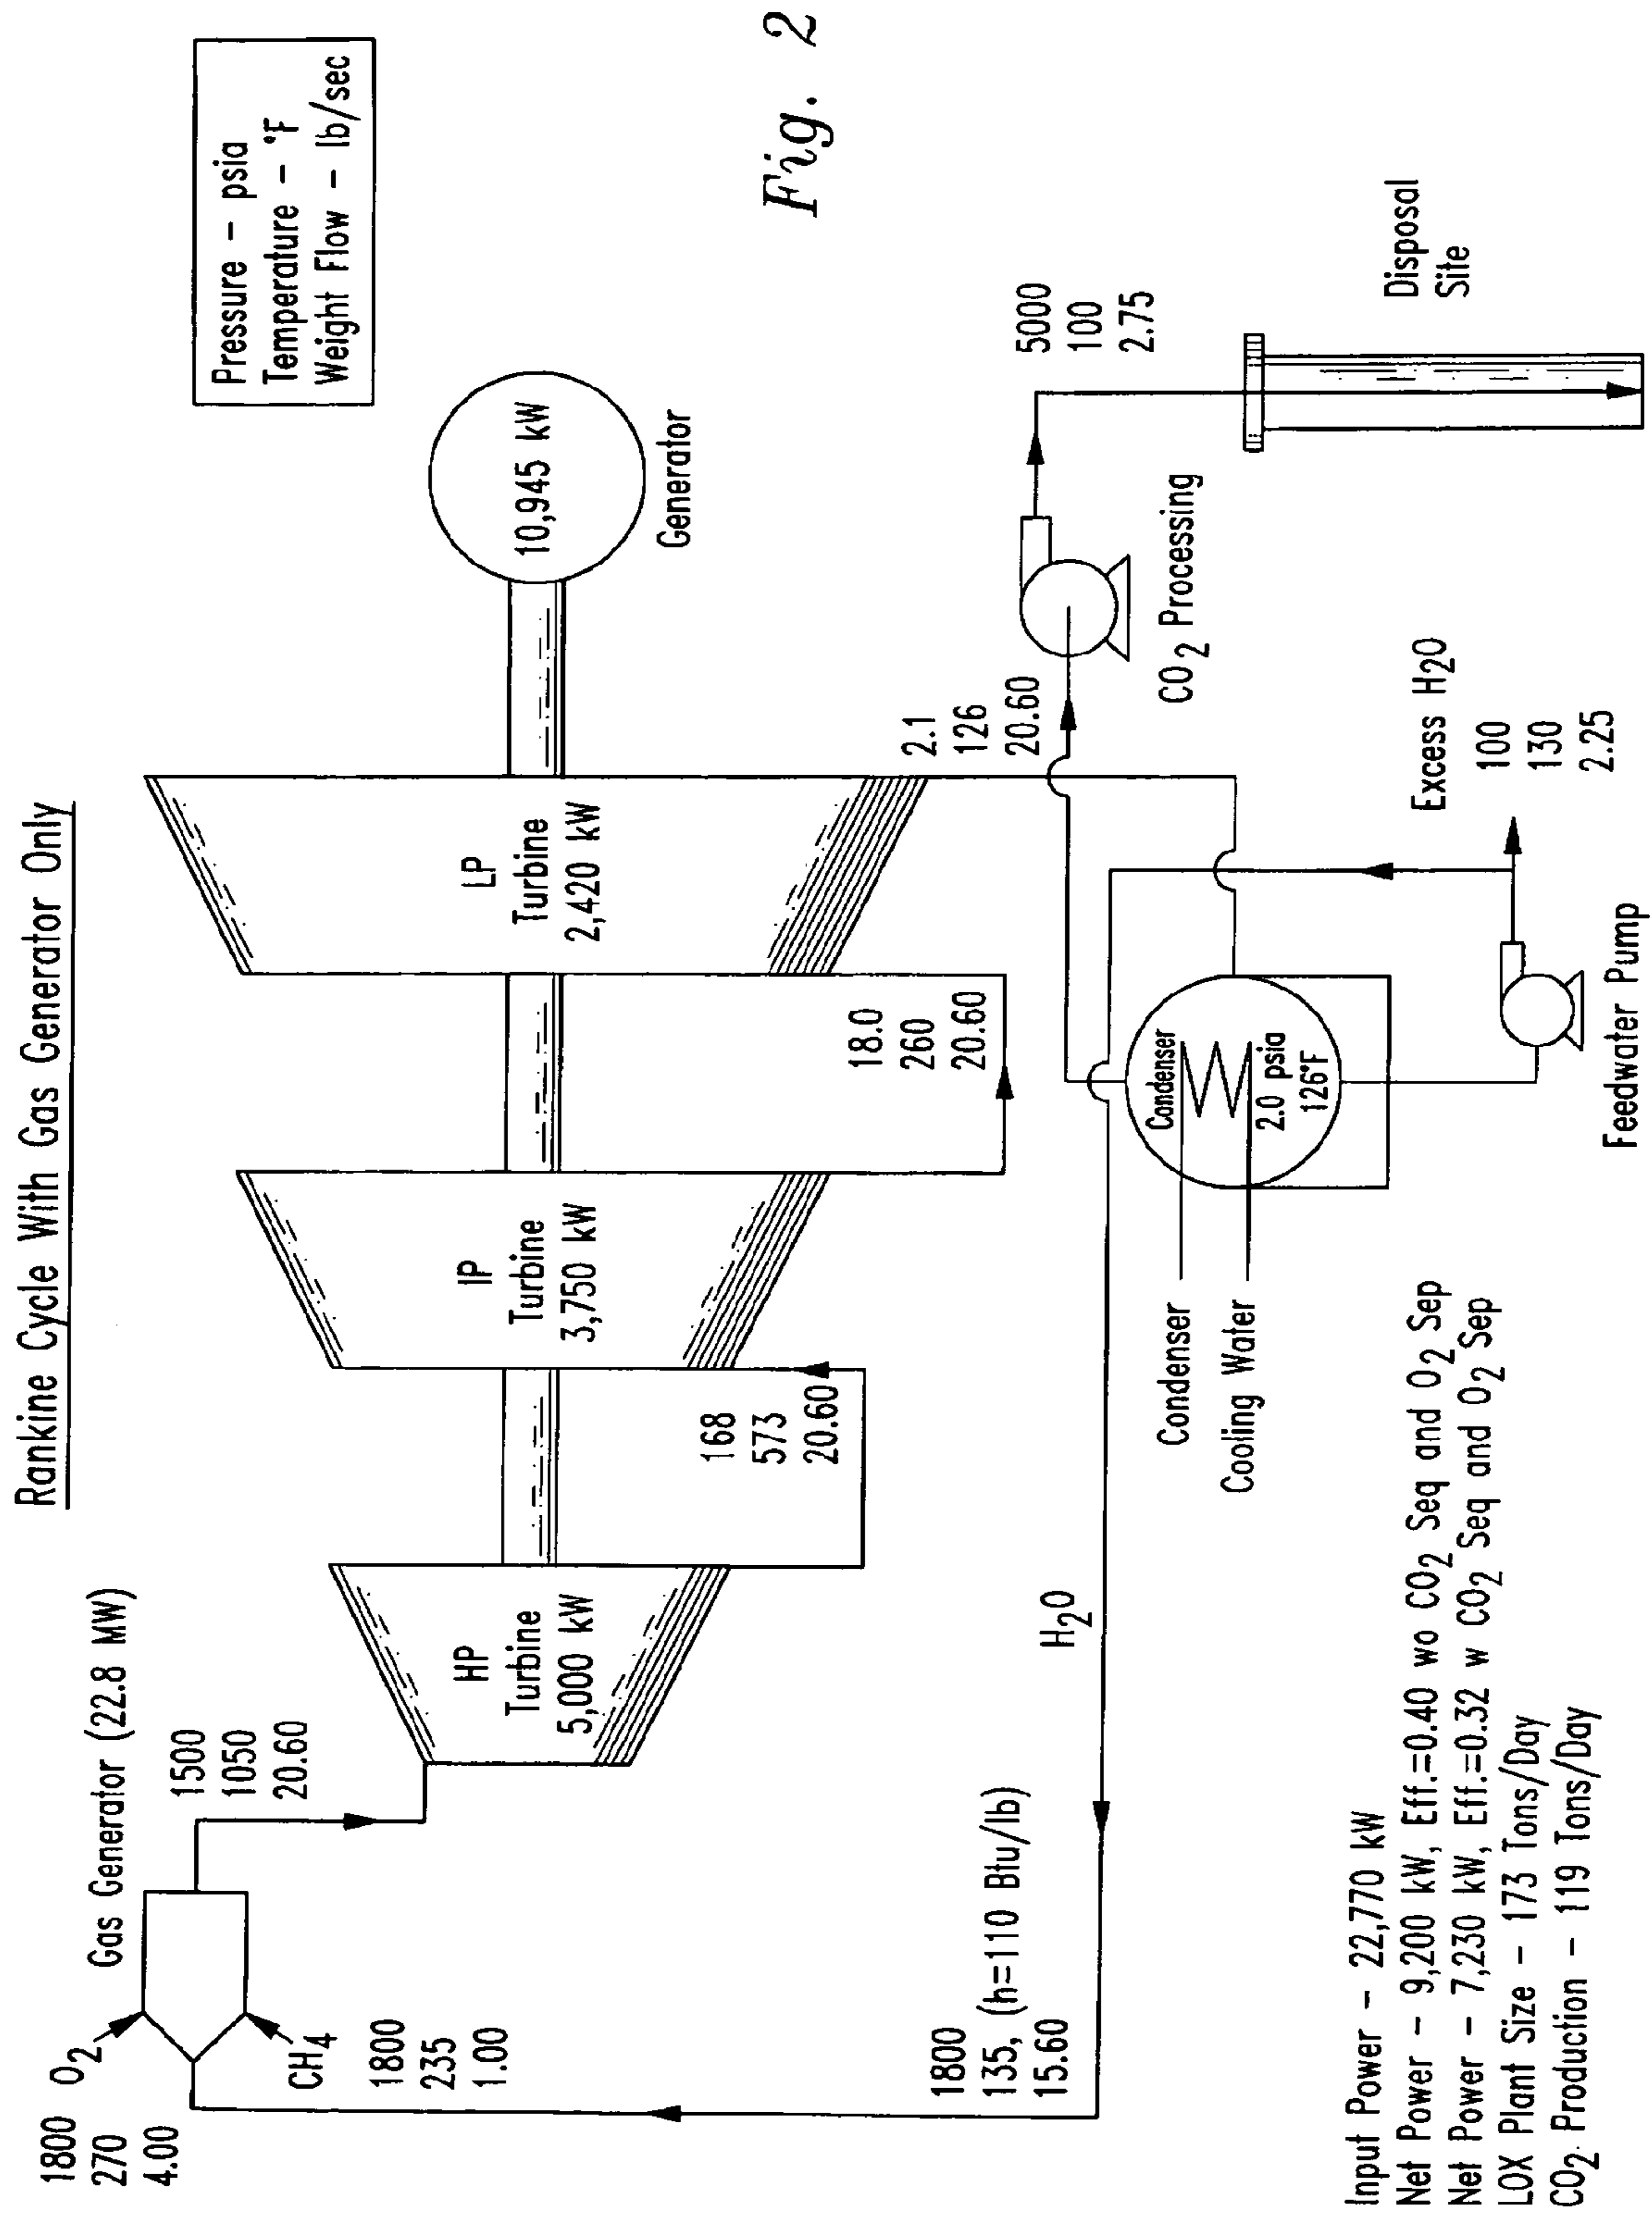 Rankine Cycle With Gas Generator Only
Pressure – psia
Temperature – °F
Weight Flow – lb/sec
1800
270
4.00
O2
Gas Generator (22.8 MW)
CH4
1800
235
1.00
1500
1050
20.60
HP
Turbine
5,000 kW
168
573
20.60
IP
Turbine
3,750 kW
18.0
260
20.60
LP
Turbine
2,420 kW
10,945 kW
Generator
Fig. 2
2.1
126
20.60
5000
100
2.75
CO2 Processing
Disposal
Site
1800
135, (h=110 Btu/lb)
15.60
H2O
Condenser
Cooling Water
Condenser
2.0 psia
126°F
Excess H2O
100
130
2.25
Feedwater Pump
Input Power – 22,770 kW
Net Power – 9,200 kW, Eff.=0.40 wo CO2 Seq and O2 Sep
Net Power – 7,230 kW, Eff.=0.32 w CO2 Seq and O2 Sep
LOX Plant Size – 173 Tons/Day
CO2 Production – 119 Tons/Day